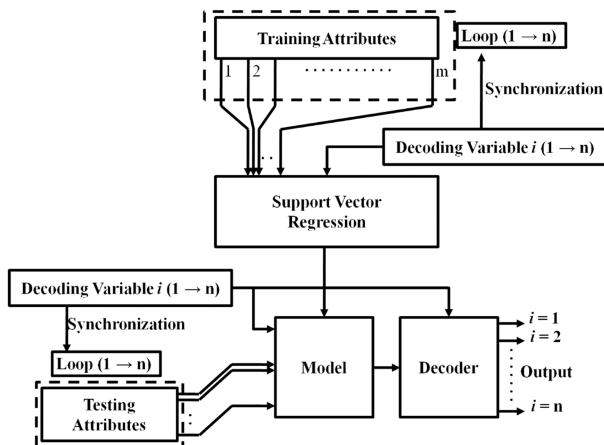 Training Attributes
Loop (1 → n)
1 2 ........... m
Synchronization
Decoding Variable i (1 → n)
Support Vector
Regression
Decoding Variable i (1 → n)
Synchronization
Loop (1 → n)
Testing
Attributes
Model
Decoder
i = 1
i = 2
Output
i = n